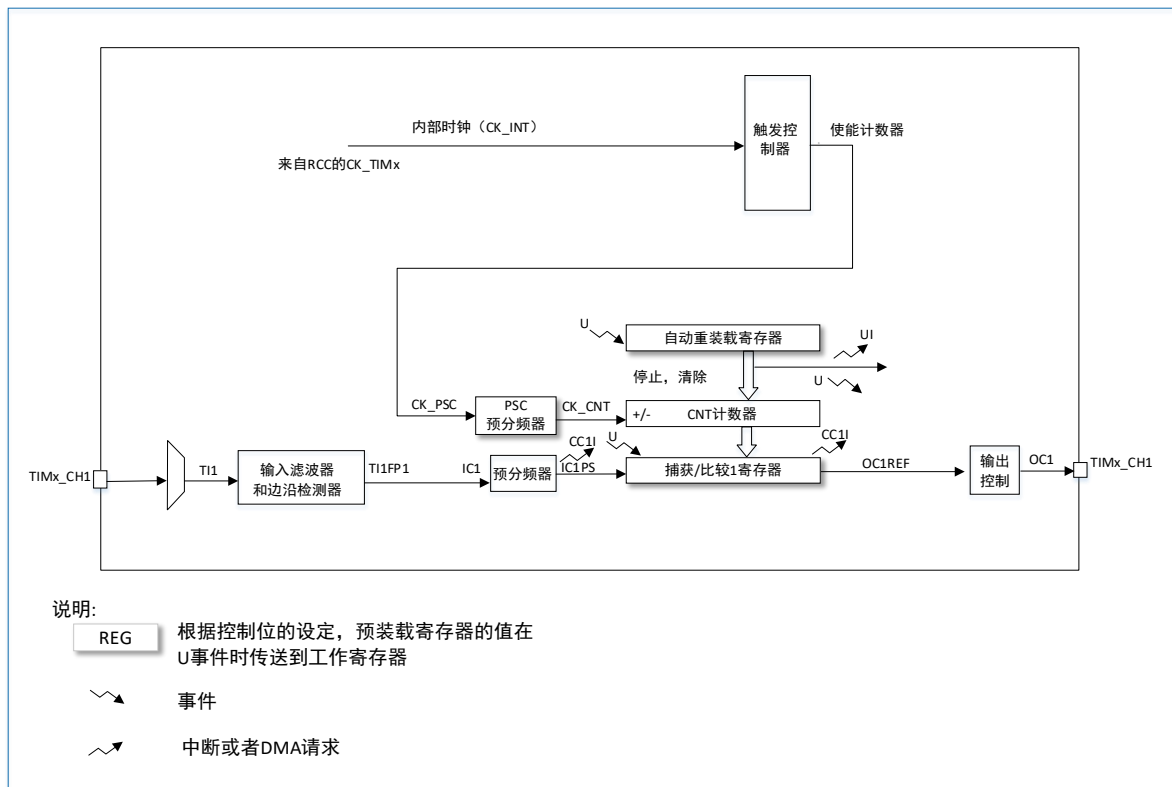 内部时钟（CK_INT）
来自RCC的CK_TIMx
触发控
制器
使能计数器
U
自动重装载寄存器
UI
停止，清除
U
CK_PSC
PSC
预分频器
CK_CNT
+/-
CNT计数器
CC1I
U
CC1I
TIMx_CH1
TI1
输入滤波器
和边沿检测器
TI1FP1
IC1
预分频器
IC1PS
捕获/比较1寄存器
OC1REF
输出
控制
OC1
TIMx_CH1
说明:
REG
根据控制位的设定，预装载寄存器的值在
U事件时传送到工作寄存器
事件
中断或者DMA请求